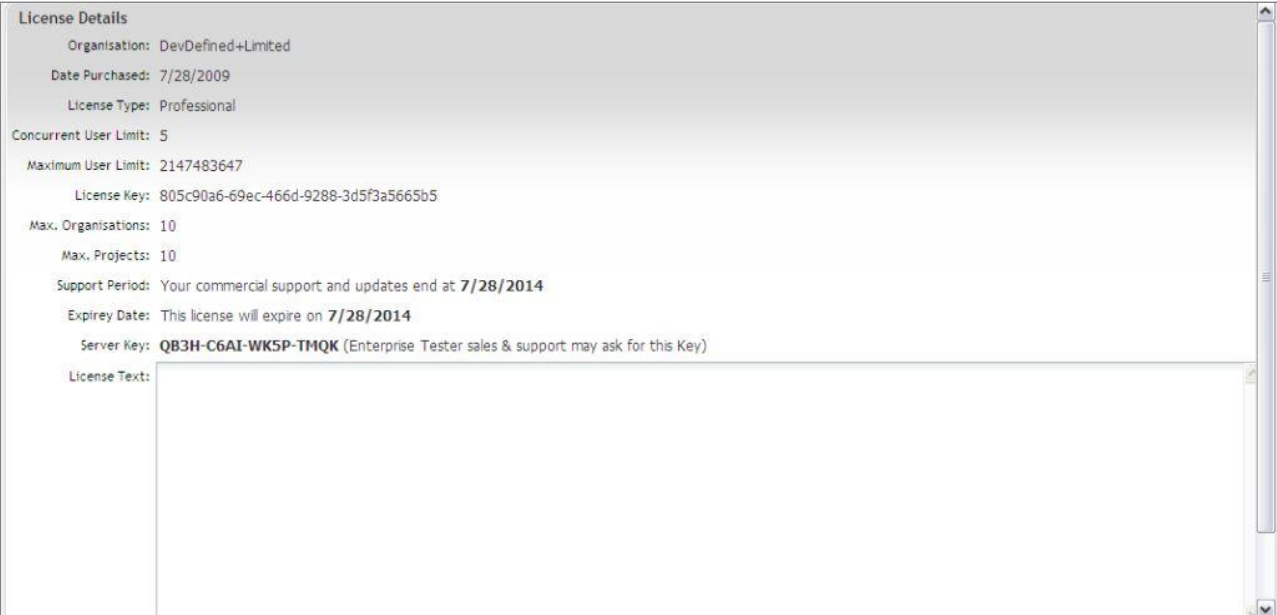 License Details
Organisation: DevDefined+Limited
Date Purchased: 7/28/2009
License Type: Professional
Concurrent User Limit: 5
Maximum User Limit: 2147483647
License Key: 805c90a6-69ec-466d-9288-3d5f3a5665b5
Max. Organisations: 10
Max. Projects: 10
Support Period: Your commercial support and updates end at 7/28/2014
Expirey Date: This license will expire on 7/28/2014
Server Key: QB3H-C6AI-WK5P-TMQK (Enterprise Tester sales & support may ask for this Key)
License Text: